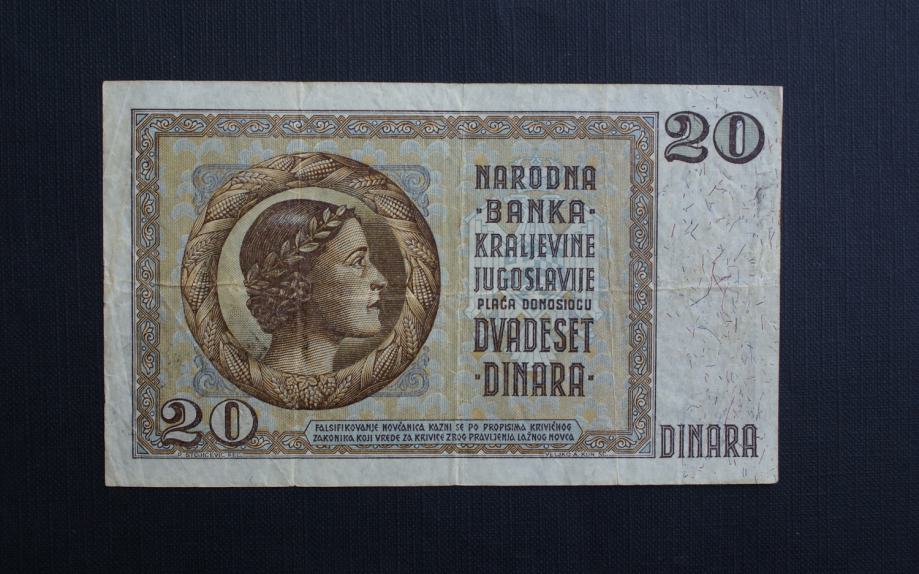 20
NARODNA
·BANKA·
KRALJEVINE
JUGOSLAVIJE
PLAĆA DONOSIOCU
DVADESET
·DINARA·
20
FALSIFIKOVANJE NOVČANICA KAZNI SE PO PROPISIMA KRIVIČNOG
ZAKONIKA KOJI VREDE ZA KRIVICE ZBOG PRAVLJENJA LAŽNOG NOVCA
DINARA